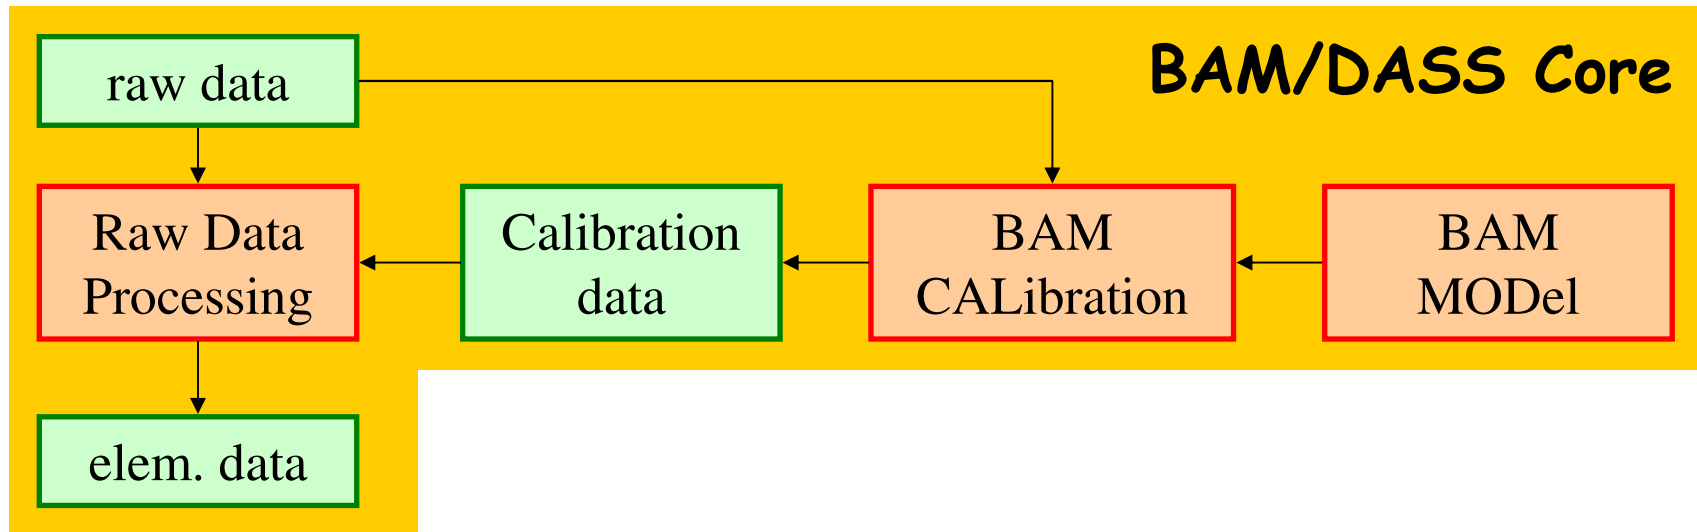 BAM/DASS Core
raw data
Raw Data
Processing
Calibration
data
BAM
CALibration
BAM
MODel
elem. data